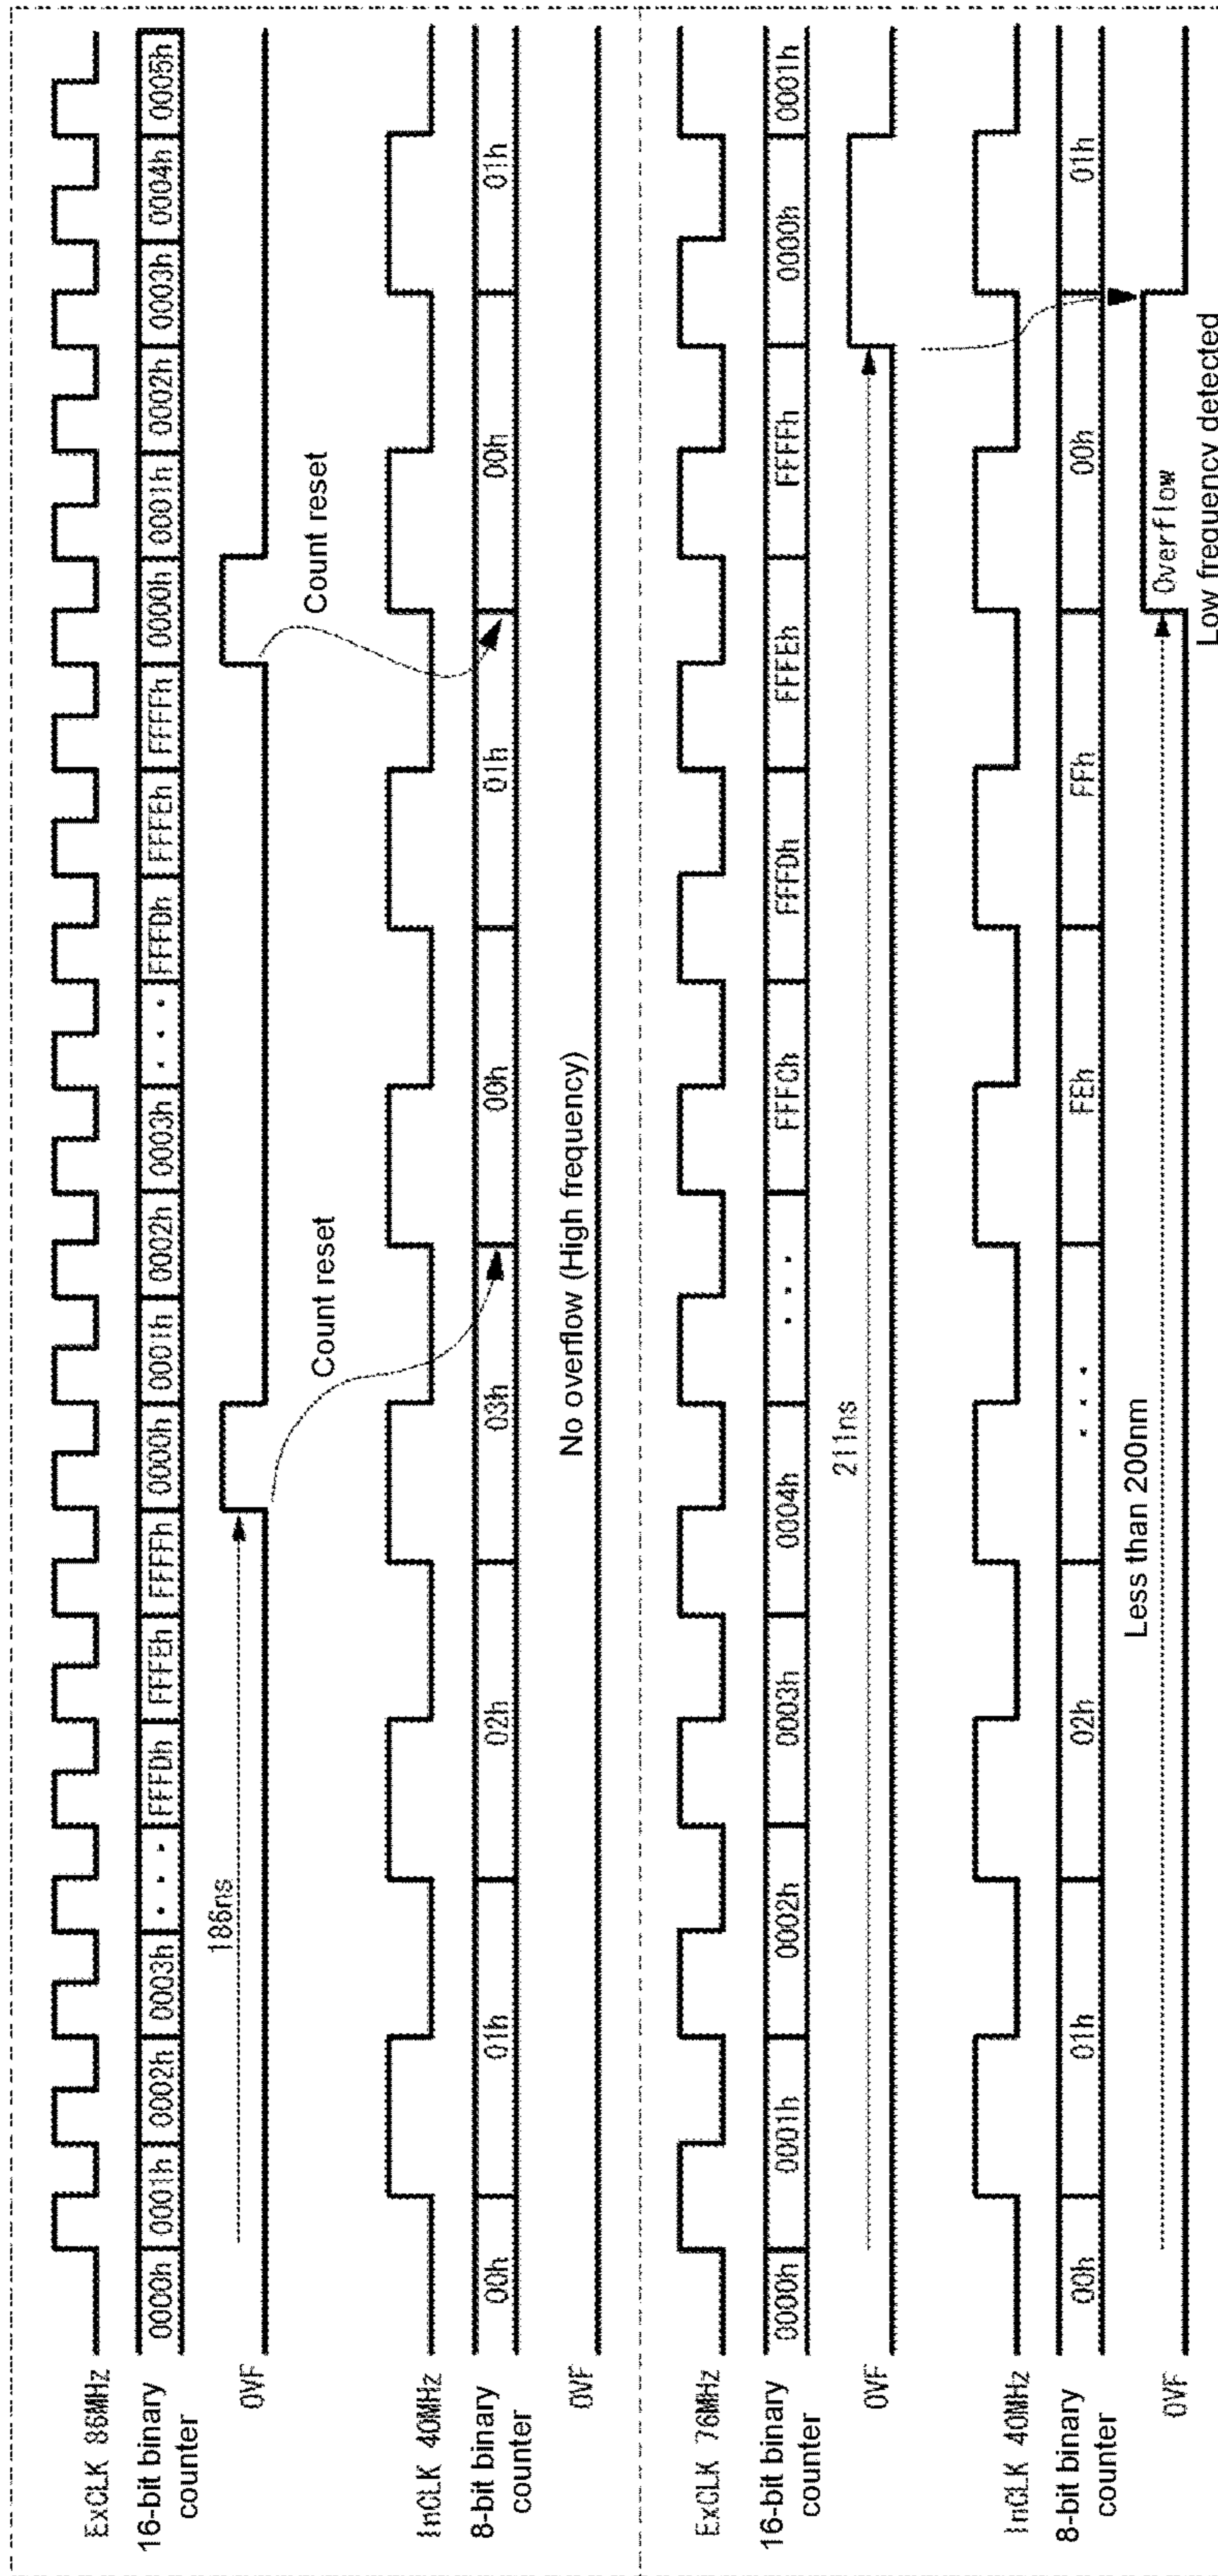 ExCLK 86MHz
16-bit binary
counter
0000h 0001h 0002h 0003h ... FFFDh FFFEh FFFFh 0000h 0001h 0002h 0003h ... FFFDh FFFEh FFFFh 0000h 0001h 0002h 0003h 0004h 0005h
186ns
OVF
Count reset
Count reset
InCLK 40MHz
8-bit binary
counter
00h 01h 02h 03h 00h 01h 00h 01h
No overflow (High frequency)
OVF
ExCLK 76MHz
16-bit binary
counter
0000h 0001h 0002h 0003h 0004h ... FFFCh FFFDh FFFEh FFFFh 0000h 0001h
211ns
OVF
InCLK 40MHz
8-bit binary
counter
00h 01h 02h ... FEh FFh 00h 01h
Less than 200nm
Overflow
OVF
Low frequency detected